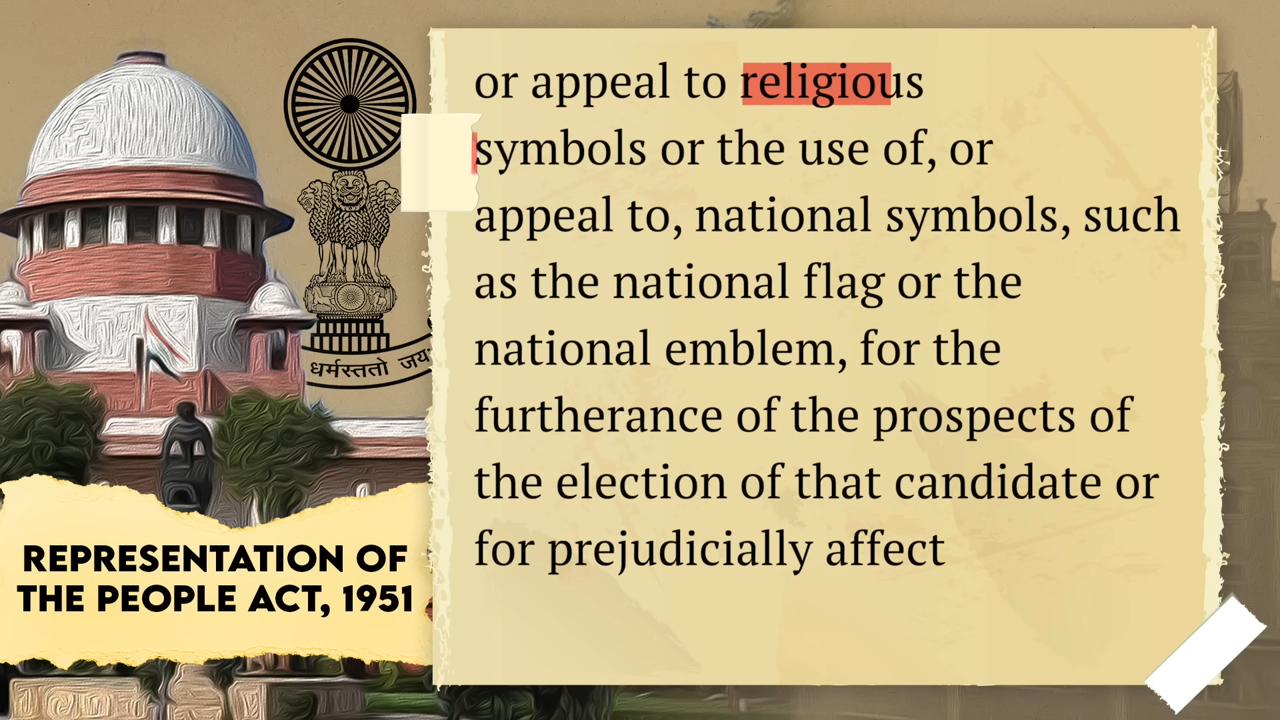 or appeal to religious
symbols or the use of, or
appeal to, national symbols, such
as the national flag or the
national emblem, for the
furtherance of the prospects of
the election of that candidate or
for prejudicially affect
धर्मस्ततो जय
REPRESENTATION OF
THE PEOPLE ACT, 1951